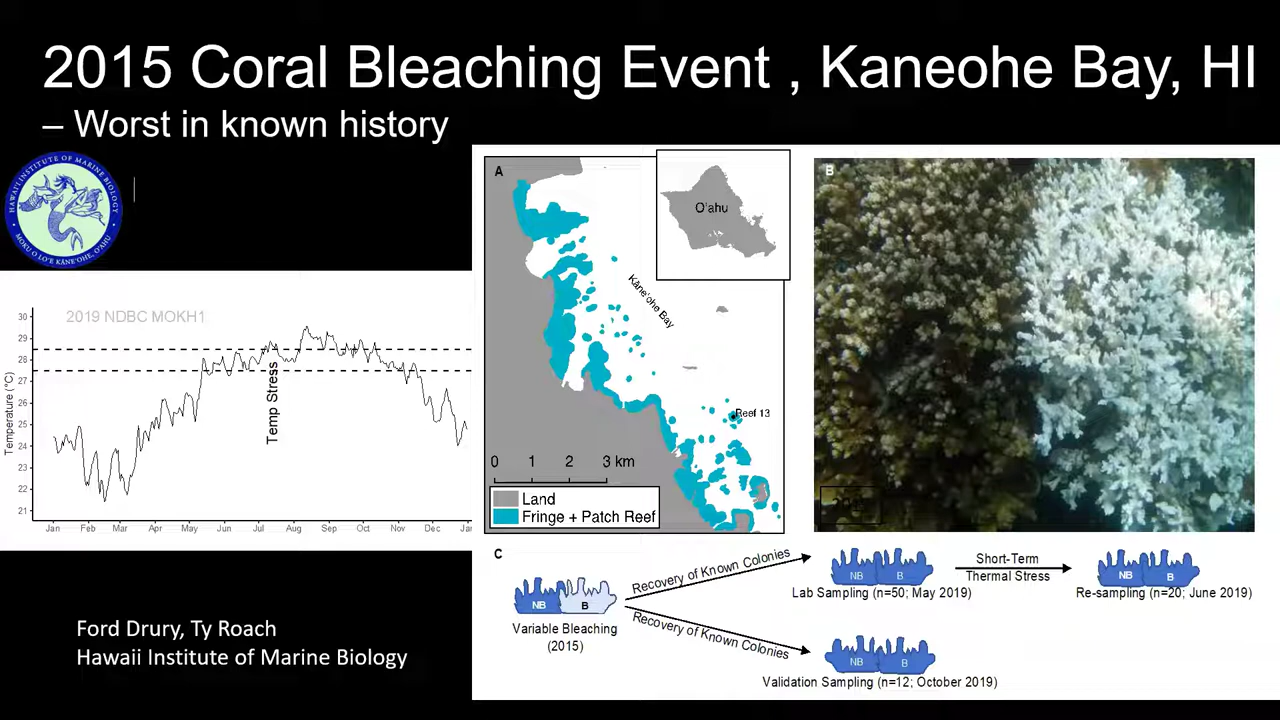 2015 Coral Bleaching Event , Kaneohe Bay, HI
– Worst in known history
HAWAII INSTITUTE OF MARINE BIOLOGY
MOKU O LO'E KĀNE'OHE, O'AHU
2019 NDBC MOKH1
Temperature (°C)
30
29
28
27
26
25
24
23
22
21
Temp Stress
Jan Feb Mar Apr May Jun Jul Aug Sep Oct Nov Dec
A
O'ahu
Kāne'ohe Bay
Reef 13
0 1 2 3 km
Land
Fringe + Patch Reef
B
C
NB B
Variable Bleaching
(2015)
Recovery of Known Colonies
Recovery of Known Colonies
NB B
Lab Sampling (n=50; May 2019)
Short-Term
Thermal Stress
NB B
Re-sampling (n=20; June 2019)
NB B
Validation Sampling (n=12; October 2019)
Ford Drury, Ty Roach
Hawaii Institute of Marine Biology